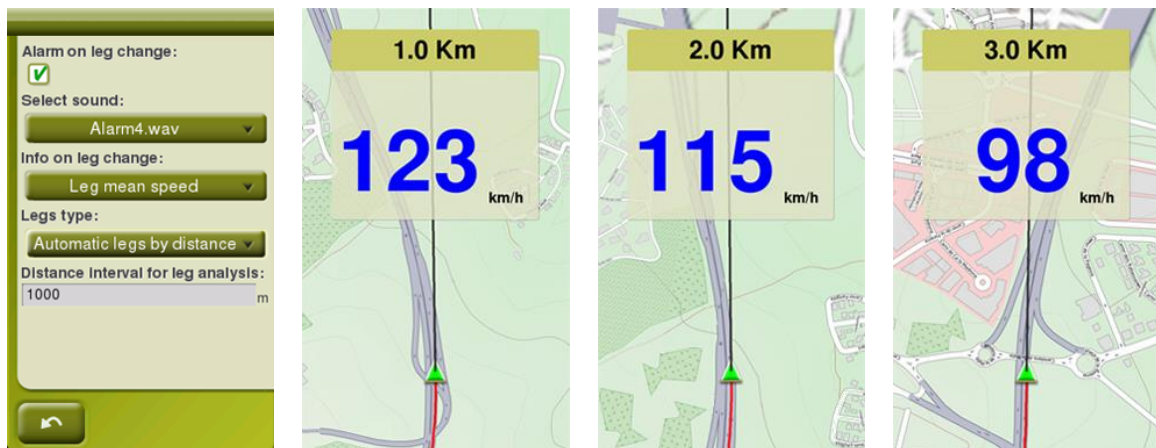 Alarm on leg change:
Select sound:
Alarm4.wav
Info on leg change:
Leg mean speed
Legs type:
Automatic legs by distance
Distance interval for leg analysis:
1000
m
1.0 Km
123
km/h
2.0 Km
115
km/h
3.0 Km
98
km/h